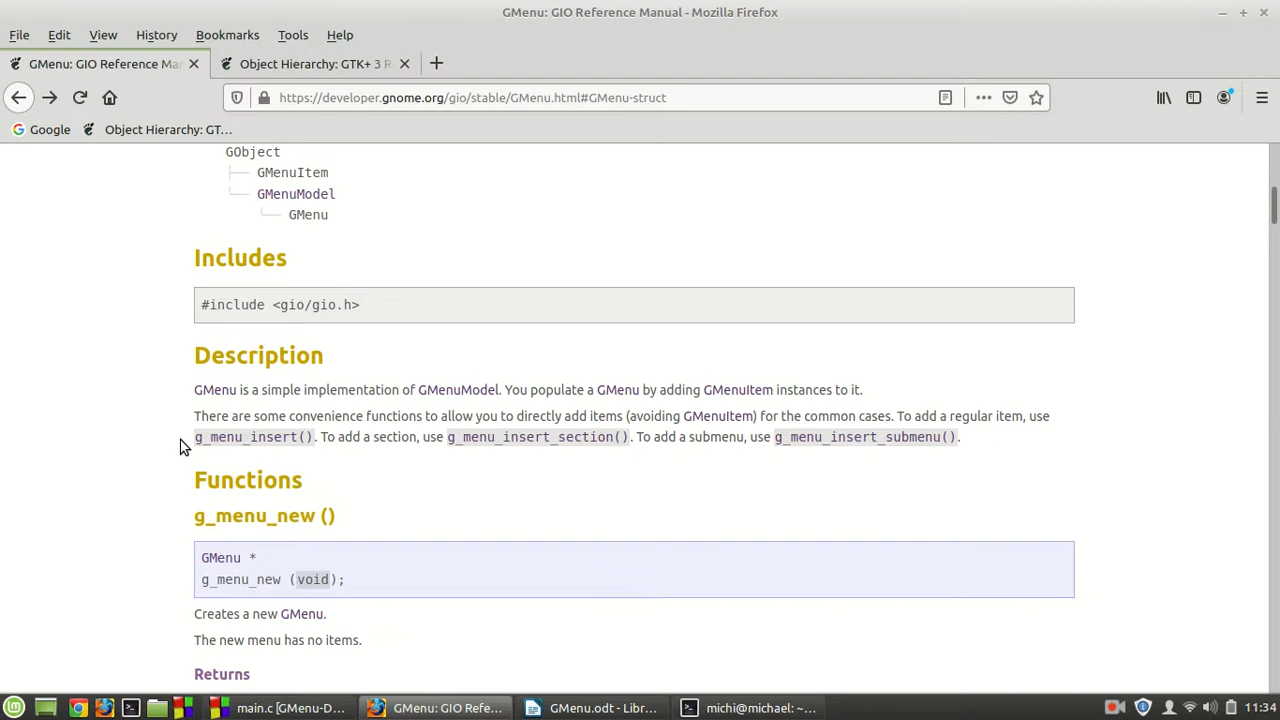 GMenu: GIO Reference Manual - Mozilla Firefox
File Edit View History Bookmarks Tools Help
GMenu: GIO Reference Ma
Object Hierarchy: GTK+ 3 R
https://developer.gnome.org/gio/stable/GMenu.html#GMenu-struct
Google Object Hierarchy: GT...
GObject
GMenuItem
GMenuModel
GMenu
Includes
#include <gio/gio.h>
Description
GMenu is a simple implementation of GMenuModel. You populate a GMenu by adding GMenuItem instances to it.
There are some convenience functions to allow you to directly add items (avoiding GMenuItem) for the common cases. To add a regular item, use
g_menu_insert(). To add a section, use g_menu_insert_section(). To add a submenu, use g_menu_insert_submenu().
Functions
g_menu_new ()
GMenu *
g_menu_new (void);
Creates a new GMenu.
The new menu has no items.
Returns
main.c [GMenu-D... GMenu: GIO Refe... GMenu.odt - Libr... michi@michael: ~... 11:34